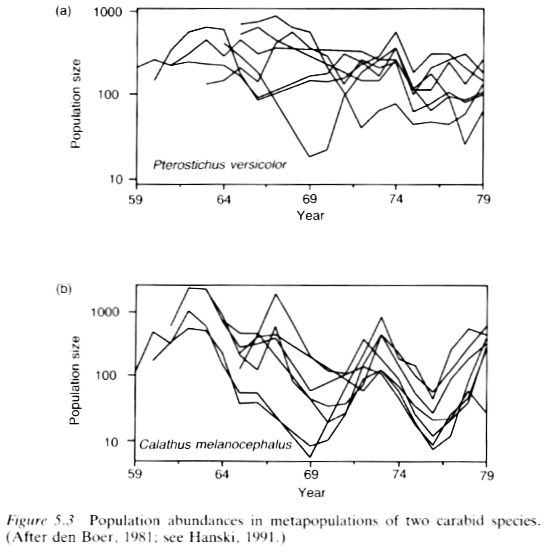 (a)
1000
100
10
Population size
Pterostichus versicolor
59 64 69 74 79
Year
(b)
1000
100
10
Population size
Calathus melanocephalus
59 64 69 74 79
Year
Figure 5.3 Population abundances in metapopulations of two carabid species.
(After den Boer, 1981; see Hanski, 1991.)